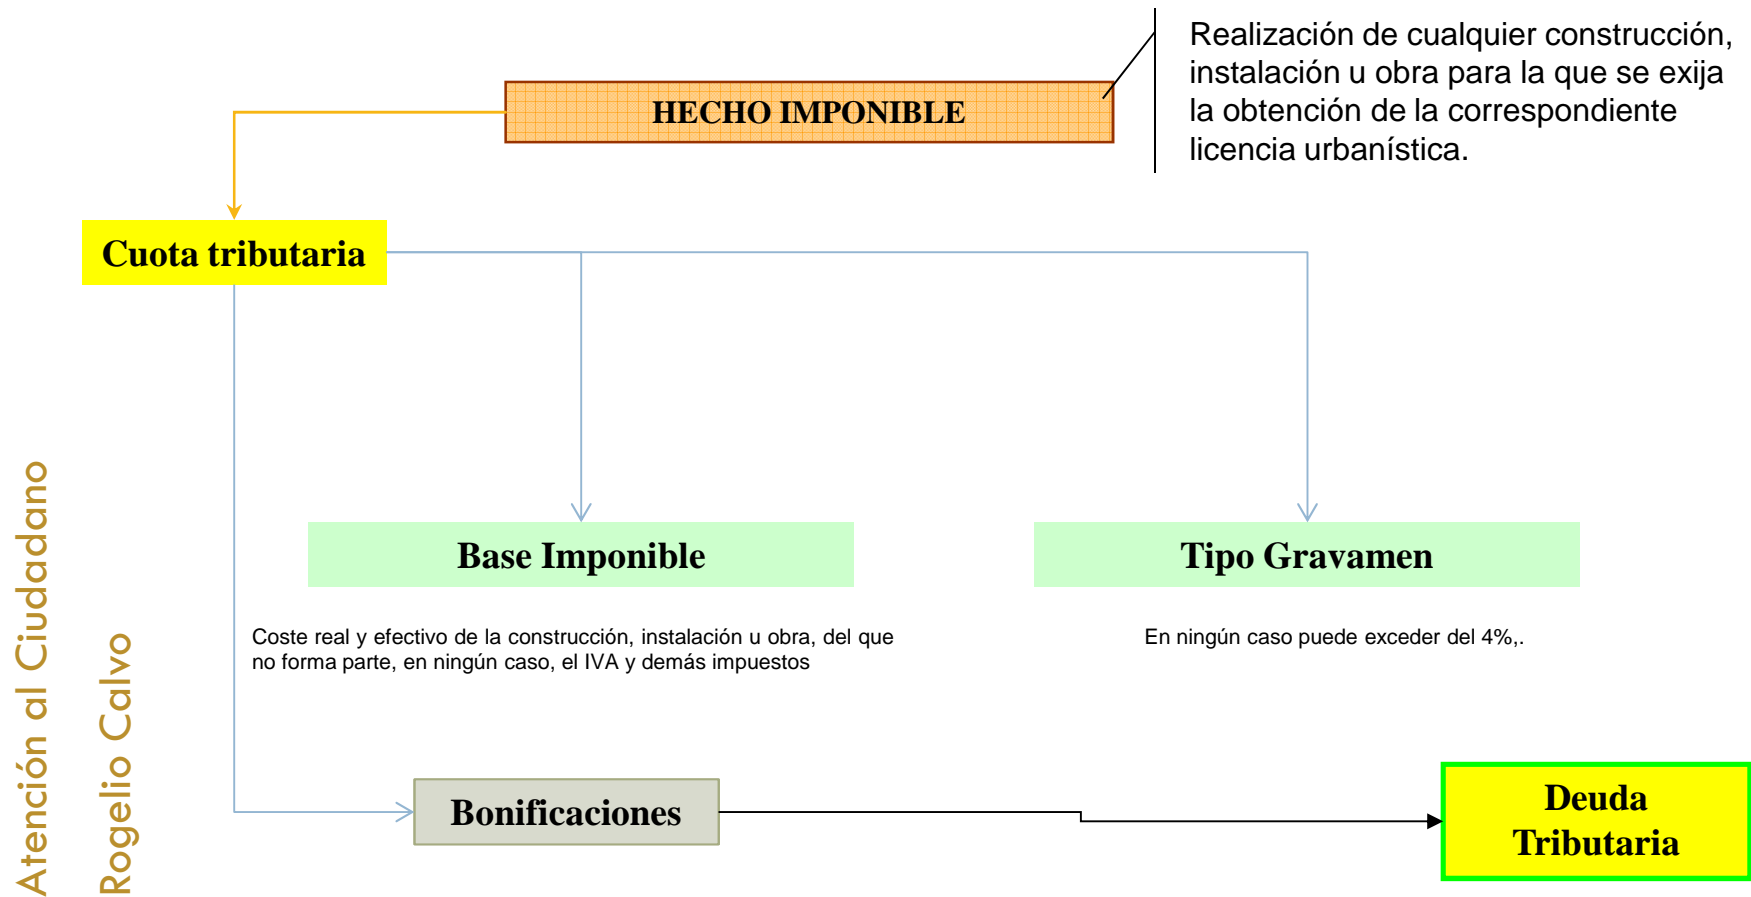 Realización de cualquier construcción,
instalación u obra para la que se exija
la obtención de la correspondiente
licencia urbanística.
HECHO IMPONIBLE
Cuota tributaria
Base Imponible
Tipo Gravamen
Coste real y efectivo de la construcción, instalación u obra, del que
no forma parte, en ningún caso, el IVA y demás impuestos
En ningún caso puede exceder del 4%,.
Bonificaciones
Deuda
Tributaria
Atención al Ciudadano
Rogelio Calvo